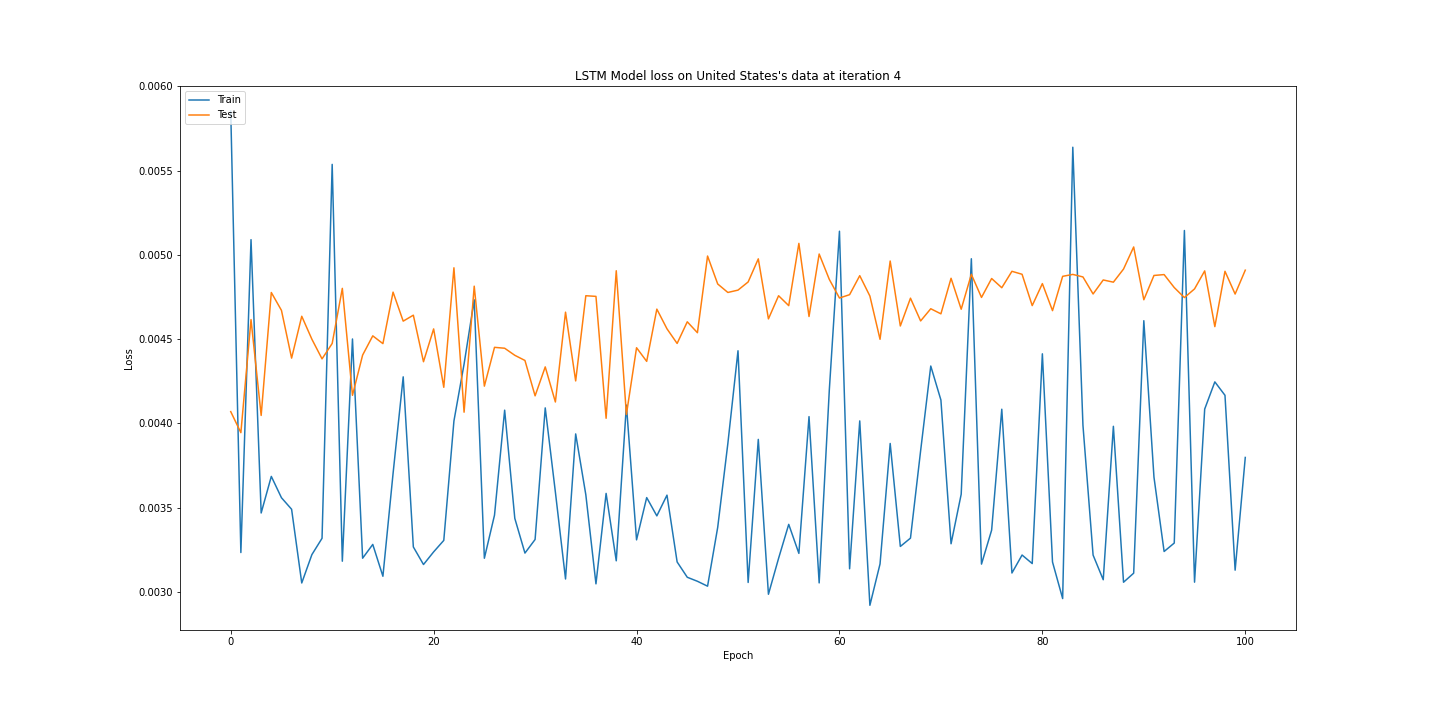 LSTM Model loss on United States's data at iteration 4
0.0060
Train
Test
0.0055
0.0050
0.0045
Loss
0.0040
0.0035
0.0030
0 20 40 60 80 100
Epoch